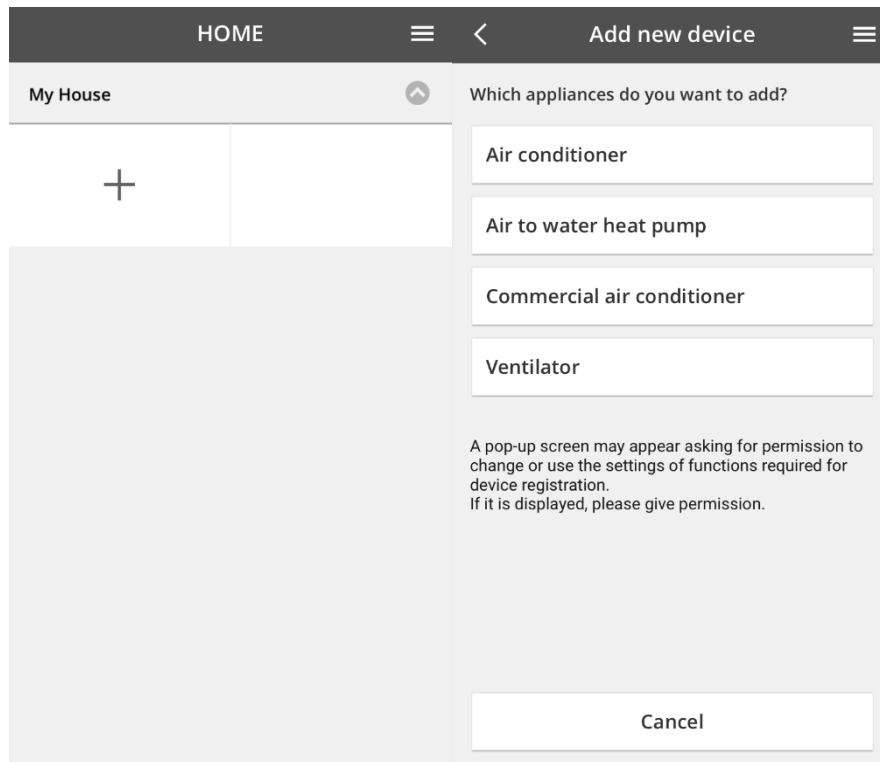 HOME
My House
Add new device
Which appliances do you want to add?
Air conditioner
Air to water heat pump
Commercial air conditioner
Ventilator
A pop-up screen may appear asking for permission to
change or use the settings of functions required for
device registration.
If it is displayed, please give permission.
Cancel